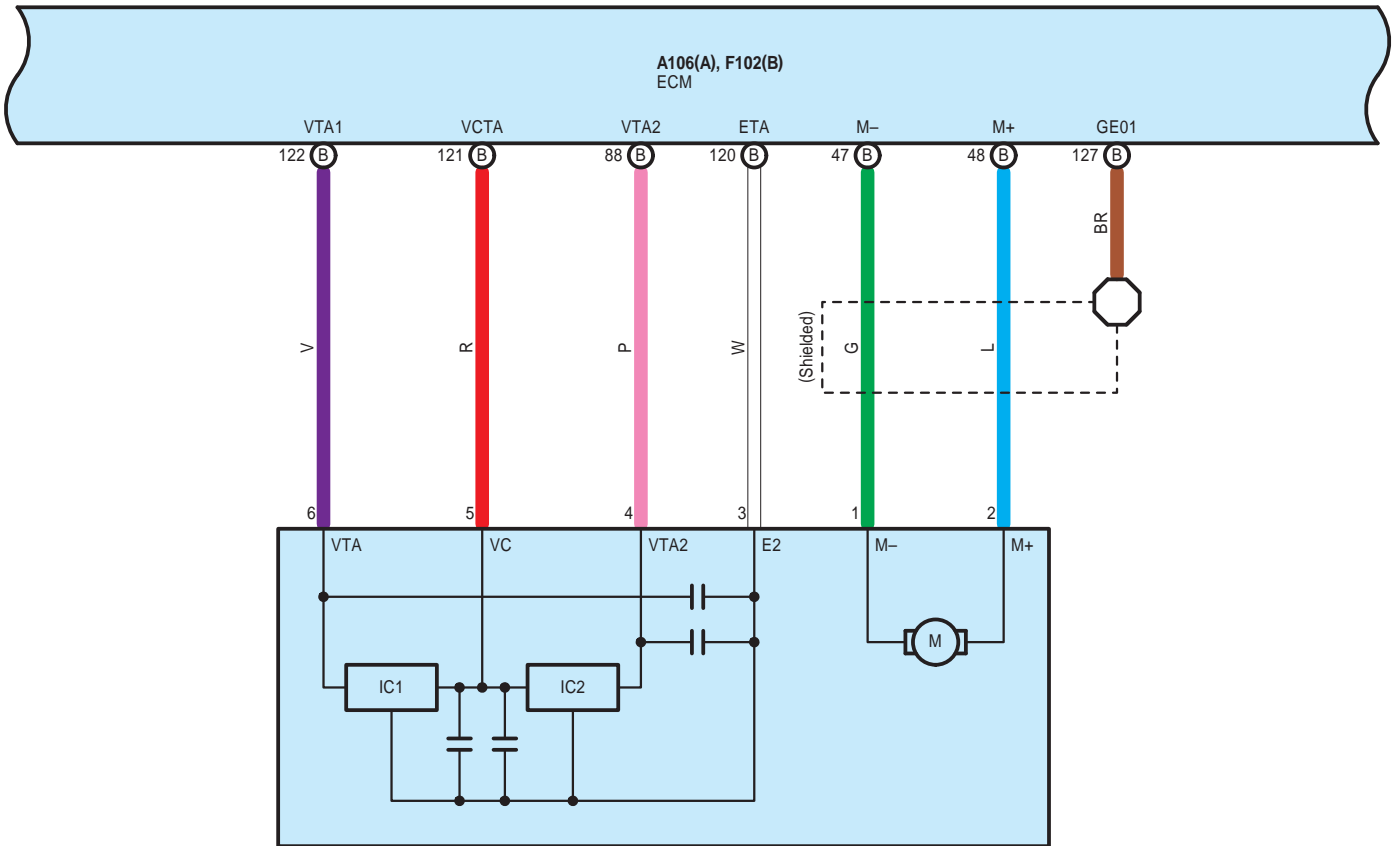 A106(A), F102(B)
ECM
VTA1 VCTA VTA2 ETA M– M+ GE01
122 B 121 B 88 B 120 B 47 B 48 B 127 B
BR
(Shielded)
V R P W G L
6 5 4 3 1 2
VTA VC VTA2 E2 M– M+
M
IC1 IC2